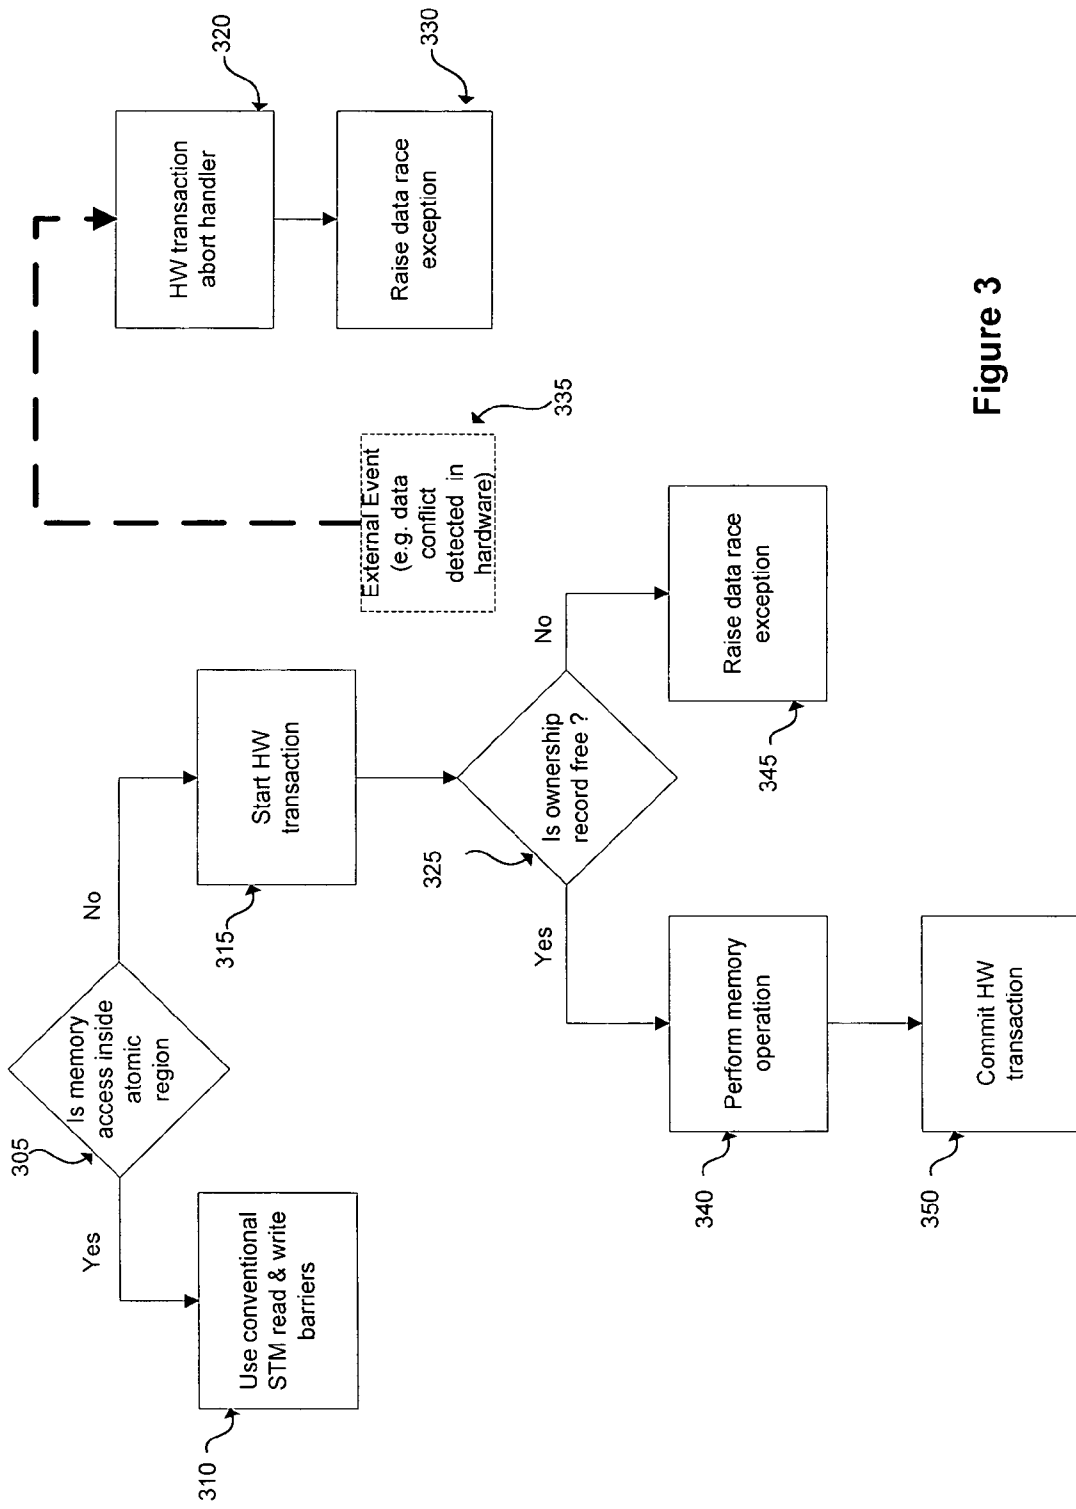 305
Is memory
access inside
atomic
region
Yes
No
310
Use conventional
STM read & write
barriers
315
Start HW
transaction
325
Is ownership
record free ?
Yes
No
340
Perform memory
operation
350
Commit HW
transaction
345
Raise data race
exception
External Event
(e.g. data
conflict
detected in
hardware)
335
HW transaction
abort handler
320
Raise data race
exception
330
Figure 3